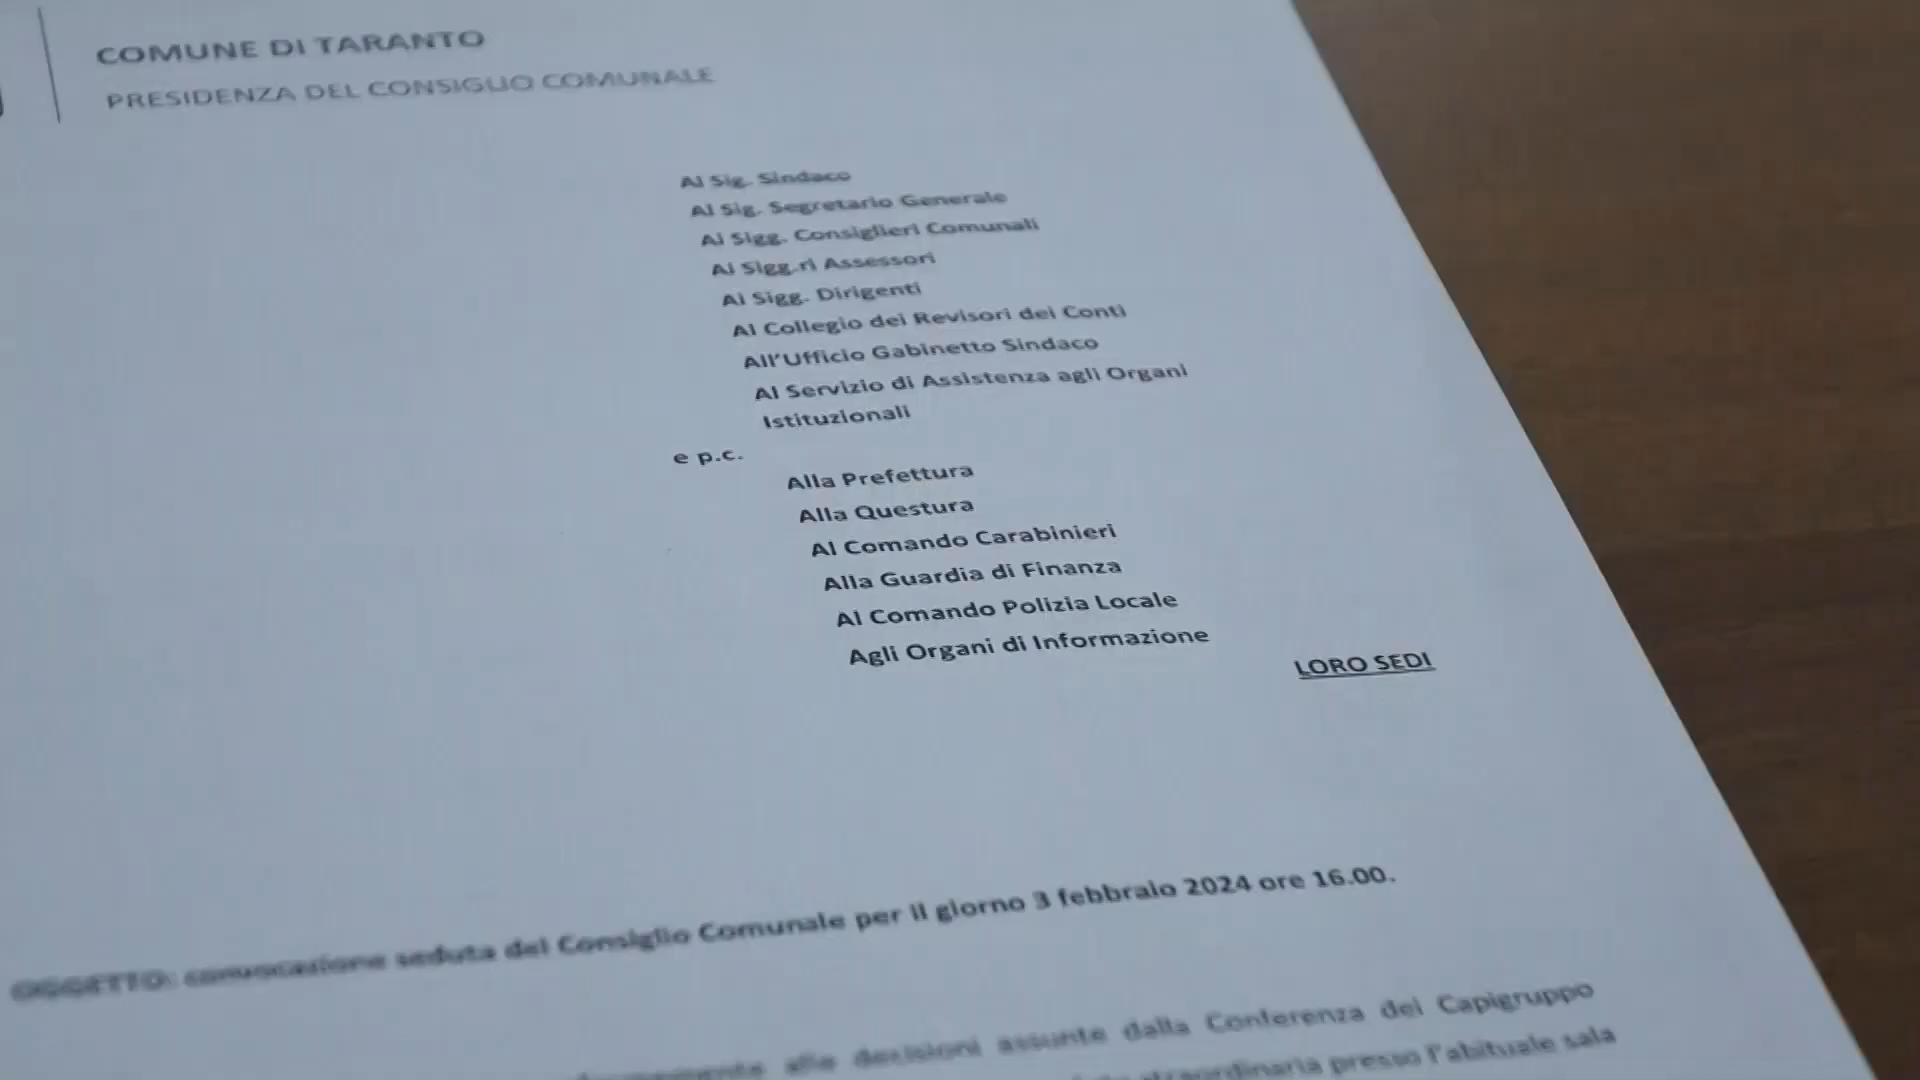 COMUNE DI TARANTO
PRESIDENZA DEL CONSIGLIO COMUNALE
Al Sig. Sindaco
Al Sig. Segretario Generale
Ai Sigg. Consiglieri Comunali
Ai Sigg.ri Assessori
Ai Sigg. Dirigenti
Al Collegio dei Revisori dei Conti
All'Ufficio Gabinetto Sindaco
Al Servizio di Assistenza agli Organi
Istituzionali
e p.c.
Alla Prefettura
Alla Questura
Al Comando Carabinieri
Alla Guardia di Finanza
Al Comando Polizia Locale
Agli Organi di Informazione
LORO SEDI
OGGETTO: convocazione seduta del Consiglio Comunale per il giorno 3 febbraio 2024 ore 16.00.
alle decisioni assunte dalla Conferenza dei Capigruppo
straordinaria presso l'abituale sala